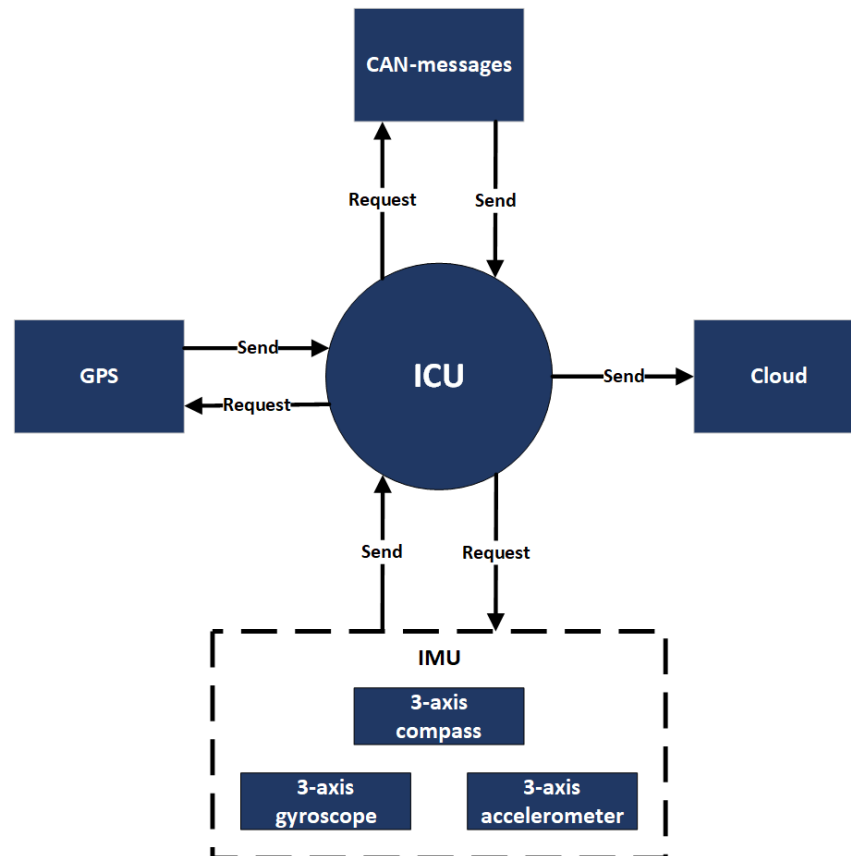 CAN-messages
Request
Send
GPS
Send
Request
ICU
Send
Cloud
Send
Request
IMU
3-axis
compass
3-axis
gyroscope
3-axis
accelerometer